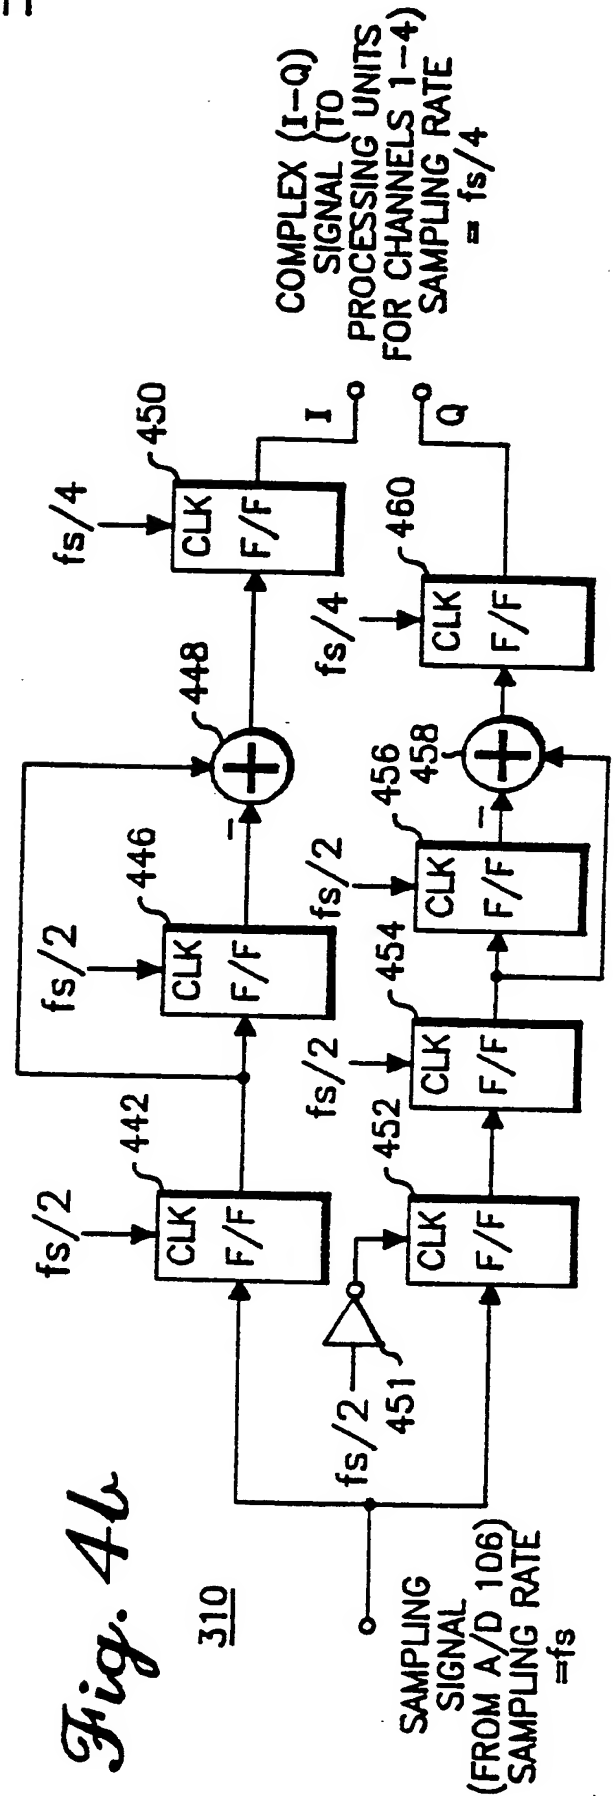 Fig. 4b
310
SAMPLING
SIGNAL
(FROM A/D 106)
SAMPLING RATE
=fs
fs/2
442
CLK
F/F
fs/2
446
CLK
F/F
−
448
+
fs/4
450
CLK
F/F
I
fs/2
451
452
CLK
F/F
fs/2
454
CLK
F/F
fs/2
456
CLK
F/F
−
458
+
fs/4
460
CLK
F/F
Q
COMPLEX (I-Q)
SIGNAL (TO
PROCESSING UNITS
FOR CHANNELS 1-4)
SAMPLING RATE
= fs/4